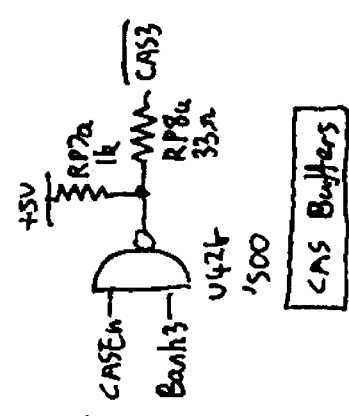 +5V
RP7a
1k
CAS3
RP8a
33Ω
CASEn
Bank3
U42b
'S00
CAS Buffers